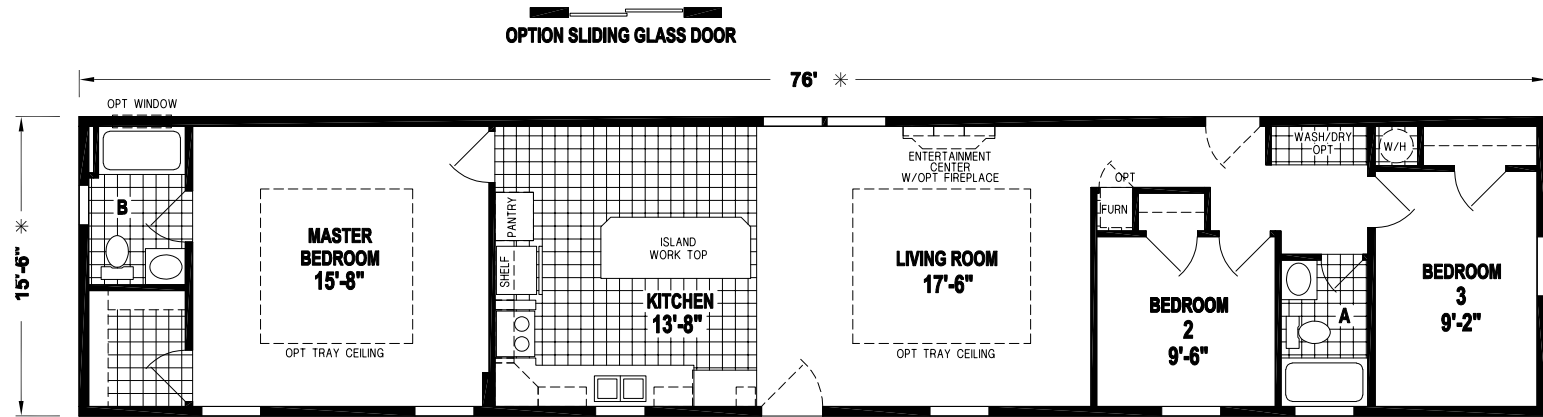 OPTION SLIDING GLASS DOOR
76' ✳
OPT WINDOW
15'-6" ✳
B
MASTER
BEDROOM
15'-8"
OPT TRAY CEILING
PANTRY
SHELF
ISLAND
WORK TOP
KITCHEN
13'-8"
ENTERTAINMENT
CENTER
W/OPT FIREPLACE
LIVING ROOM
17'-6"
OPT TRAY CEILING
OPT
FURN
WASH/DRY
OPT
W/H
BEDROOM
2
9'-6"
A
BEDROOM
3
9'-2"